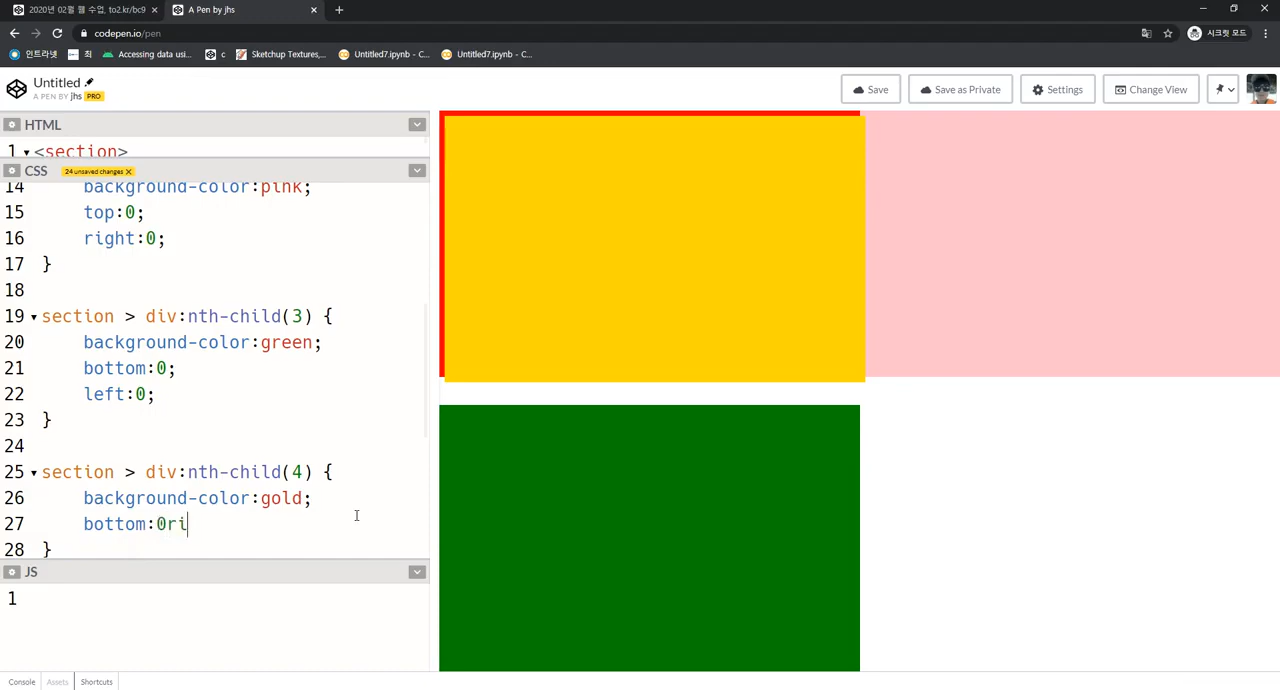 2020년 02월 웹 수업, to2.kr/bc9
A Pen by jhs
codepen.io/pen
시크릿 모드
인트라넷
최
Accessing data usi...
c
Sketchup Textures,...
Untitled7.ipynb - C...
Untitled7.ipynb - C...
Untitled
A PEN BY jhs PRO
Save
Save as Private
Settings
Change View
HTML
1 <section>
CSS
24 unsaved changes X
14 background-color:pink;
15 top:0;
16 right:0;
17 }
18
19 section > div:nth-child(3) {
20 background-color:green;
21 bottom:0;
22 left:0;
23 }
24
25 section > div:nth-child(4) {
26 background-color:gold;
27 bottom:0ri
28 }
JS
1
Console
Assets
Shortcuts